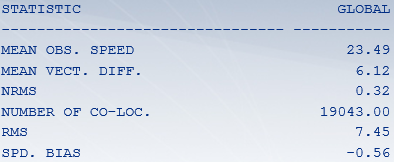 STATISTIC GLOBAL
-------------------------------- -----------
MEAN OBS. SPEED 23.49
MEAN VECT. DIFF. 6.12
NRMS 0.32
NUMBER OF CO-LOC. 19043.00
RMS 7.45
SPD. BIAS -0.56